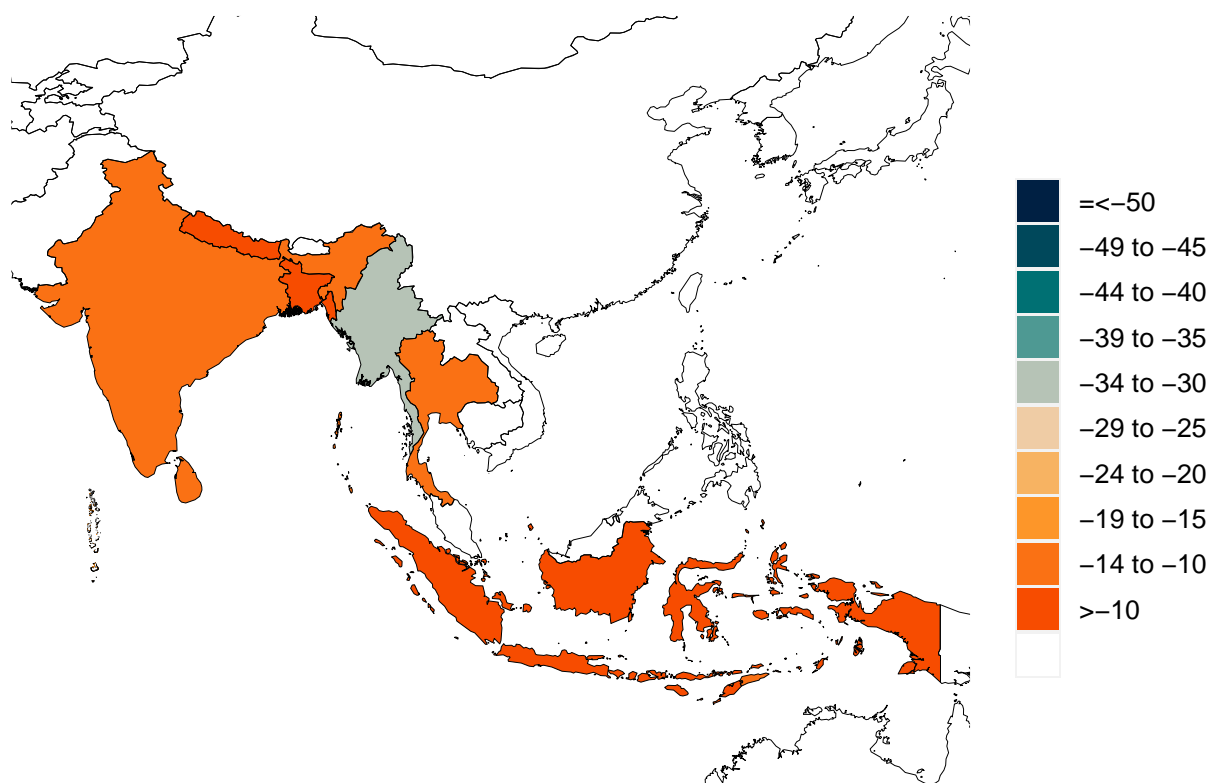 =<−50
−49 to −45
−44 to −40
−39 to −35
−34 to −30
−29 to −25
−24 to −20
−19 to −15
−14 to −10
>−10